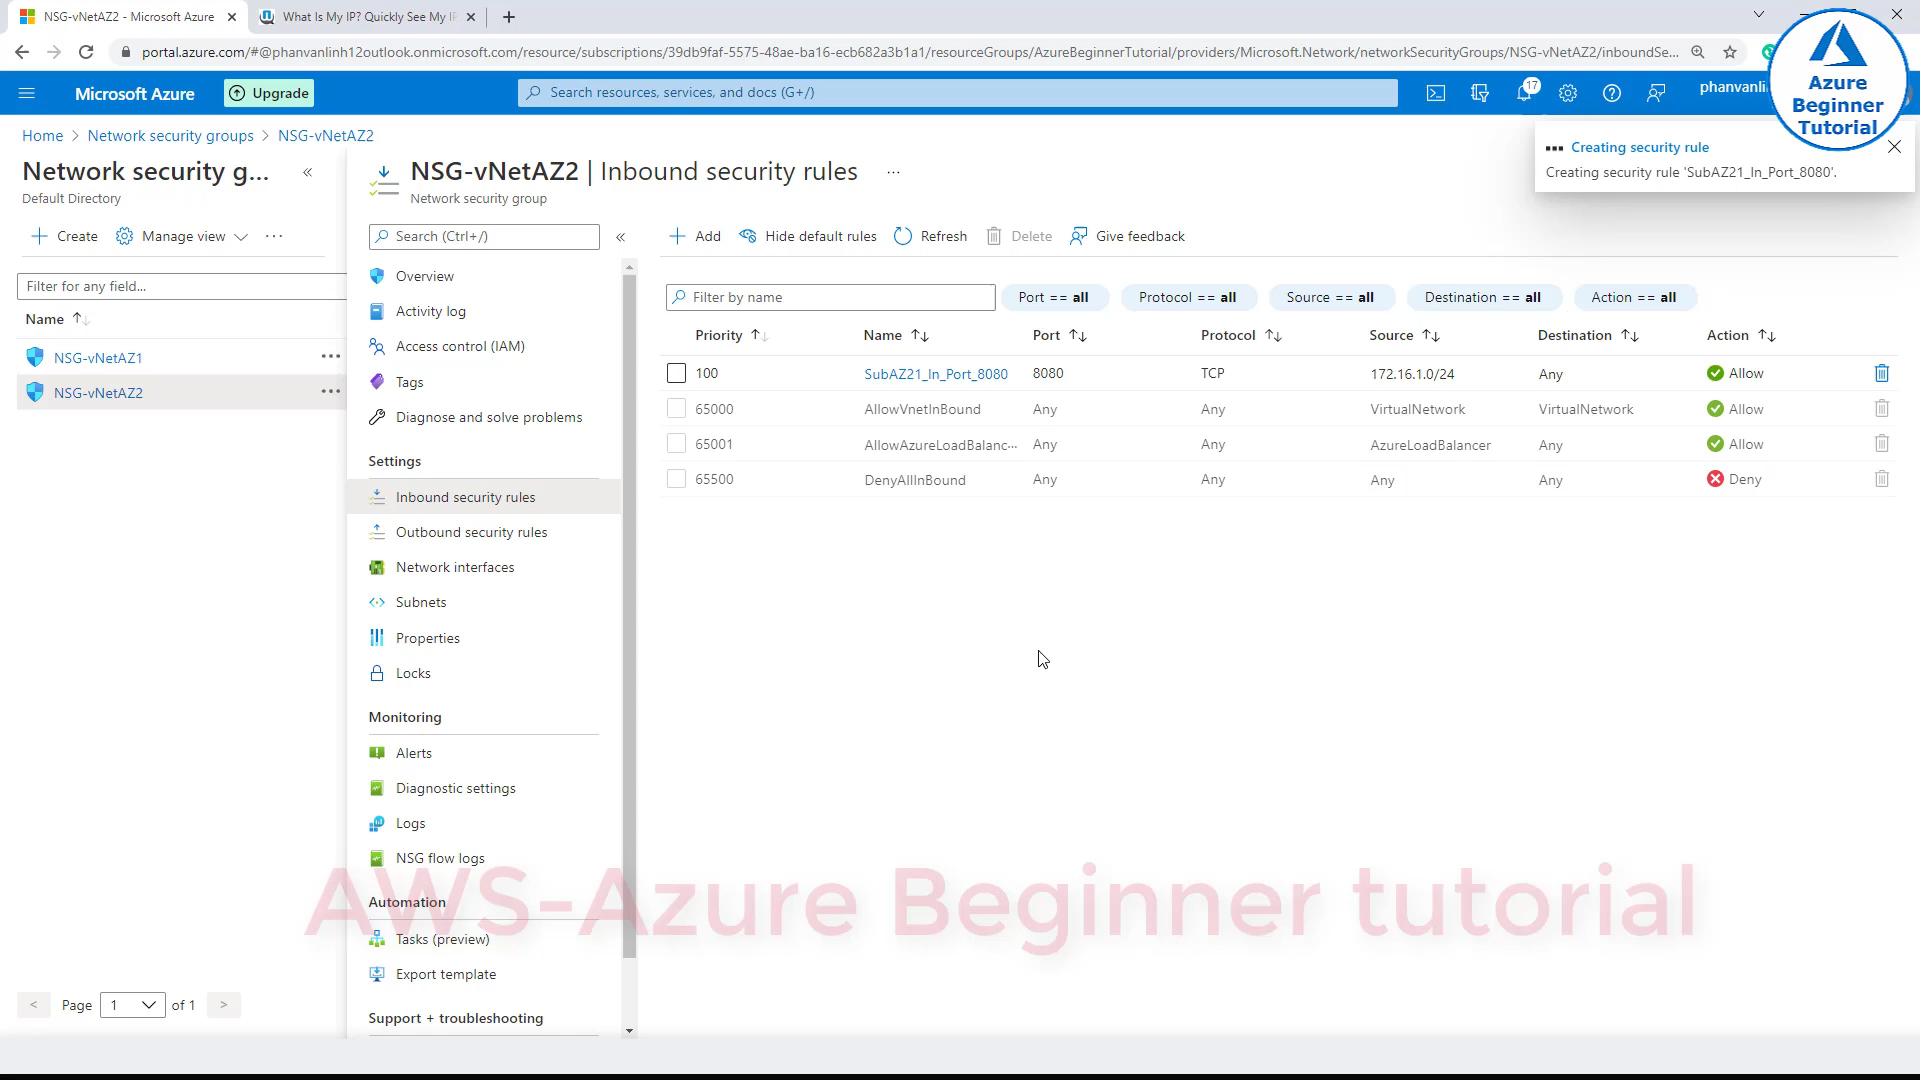 NSG-vNetAZ2 - Microsoft Azure
What Is My IP? Quickly See My IP
portal.azure.com/#@phanvanlinh12outlook.onmicrosoft.com/resource/subscriptions/39db9faf-5575-48ae-ba16-ecb682a3b1a1/resourceGroups/AzureBeginnerTutorial/providers/Microsoft.Network/networkSecurityGroups/NSG-vNetAZ2/inboundSe...
Microsoft Azure
Upgrade
Search resources, services, and docs (G+/)
17
phanvanli
Azure
Beginner
Tutorial
Home > Network security groups > NSG-vNetAZ2
Creating security rule
Creating security rule 'SubAZ21_In_Port_8080'.
Network security g...
Default Directory
Create
Manage view
Filter for any field...
Name
NSG-vNetAZ1
NSG-vNetAZ2
Page 1 of 1
NSG-vNetAZ2 | Inbound security rules
Network security group
Search (Ctrl+/)
Overview
Activity log
Access control (IAM)
Tags
Diagnose and solve problems
Settings
Inbound security rules
Outbound security rules
Network interfaces
Subnets
Properties
Locks
Monitoring
Alerts
Diagnostic settings
Logs
NSG flow logs
Automation
Tasks (preview)
Export template
Support + troubleshooting
Add Hide default rules Refresh Delete Give feedback
Filter by name Port == all Protocol == all Source == all Destination == all Action == all
Priority Name Port Protocol Source Destination Action
100 SubAZ21_In_Port_8080 8080 TCP 172.16.1.0/24 Any Allow
65000 AllowVnetInBound Any Any VirtualNetwork VirtualNetwork Allow
65001 AllowAzureLoadBalanc... Any Any AzureLoadBalancer Any Allow
65500 DenyAllInBound Any Any Any Any Deny
AWS-Azure Beginner tutorial